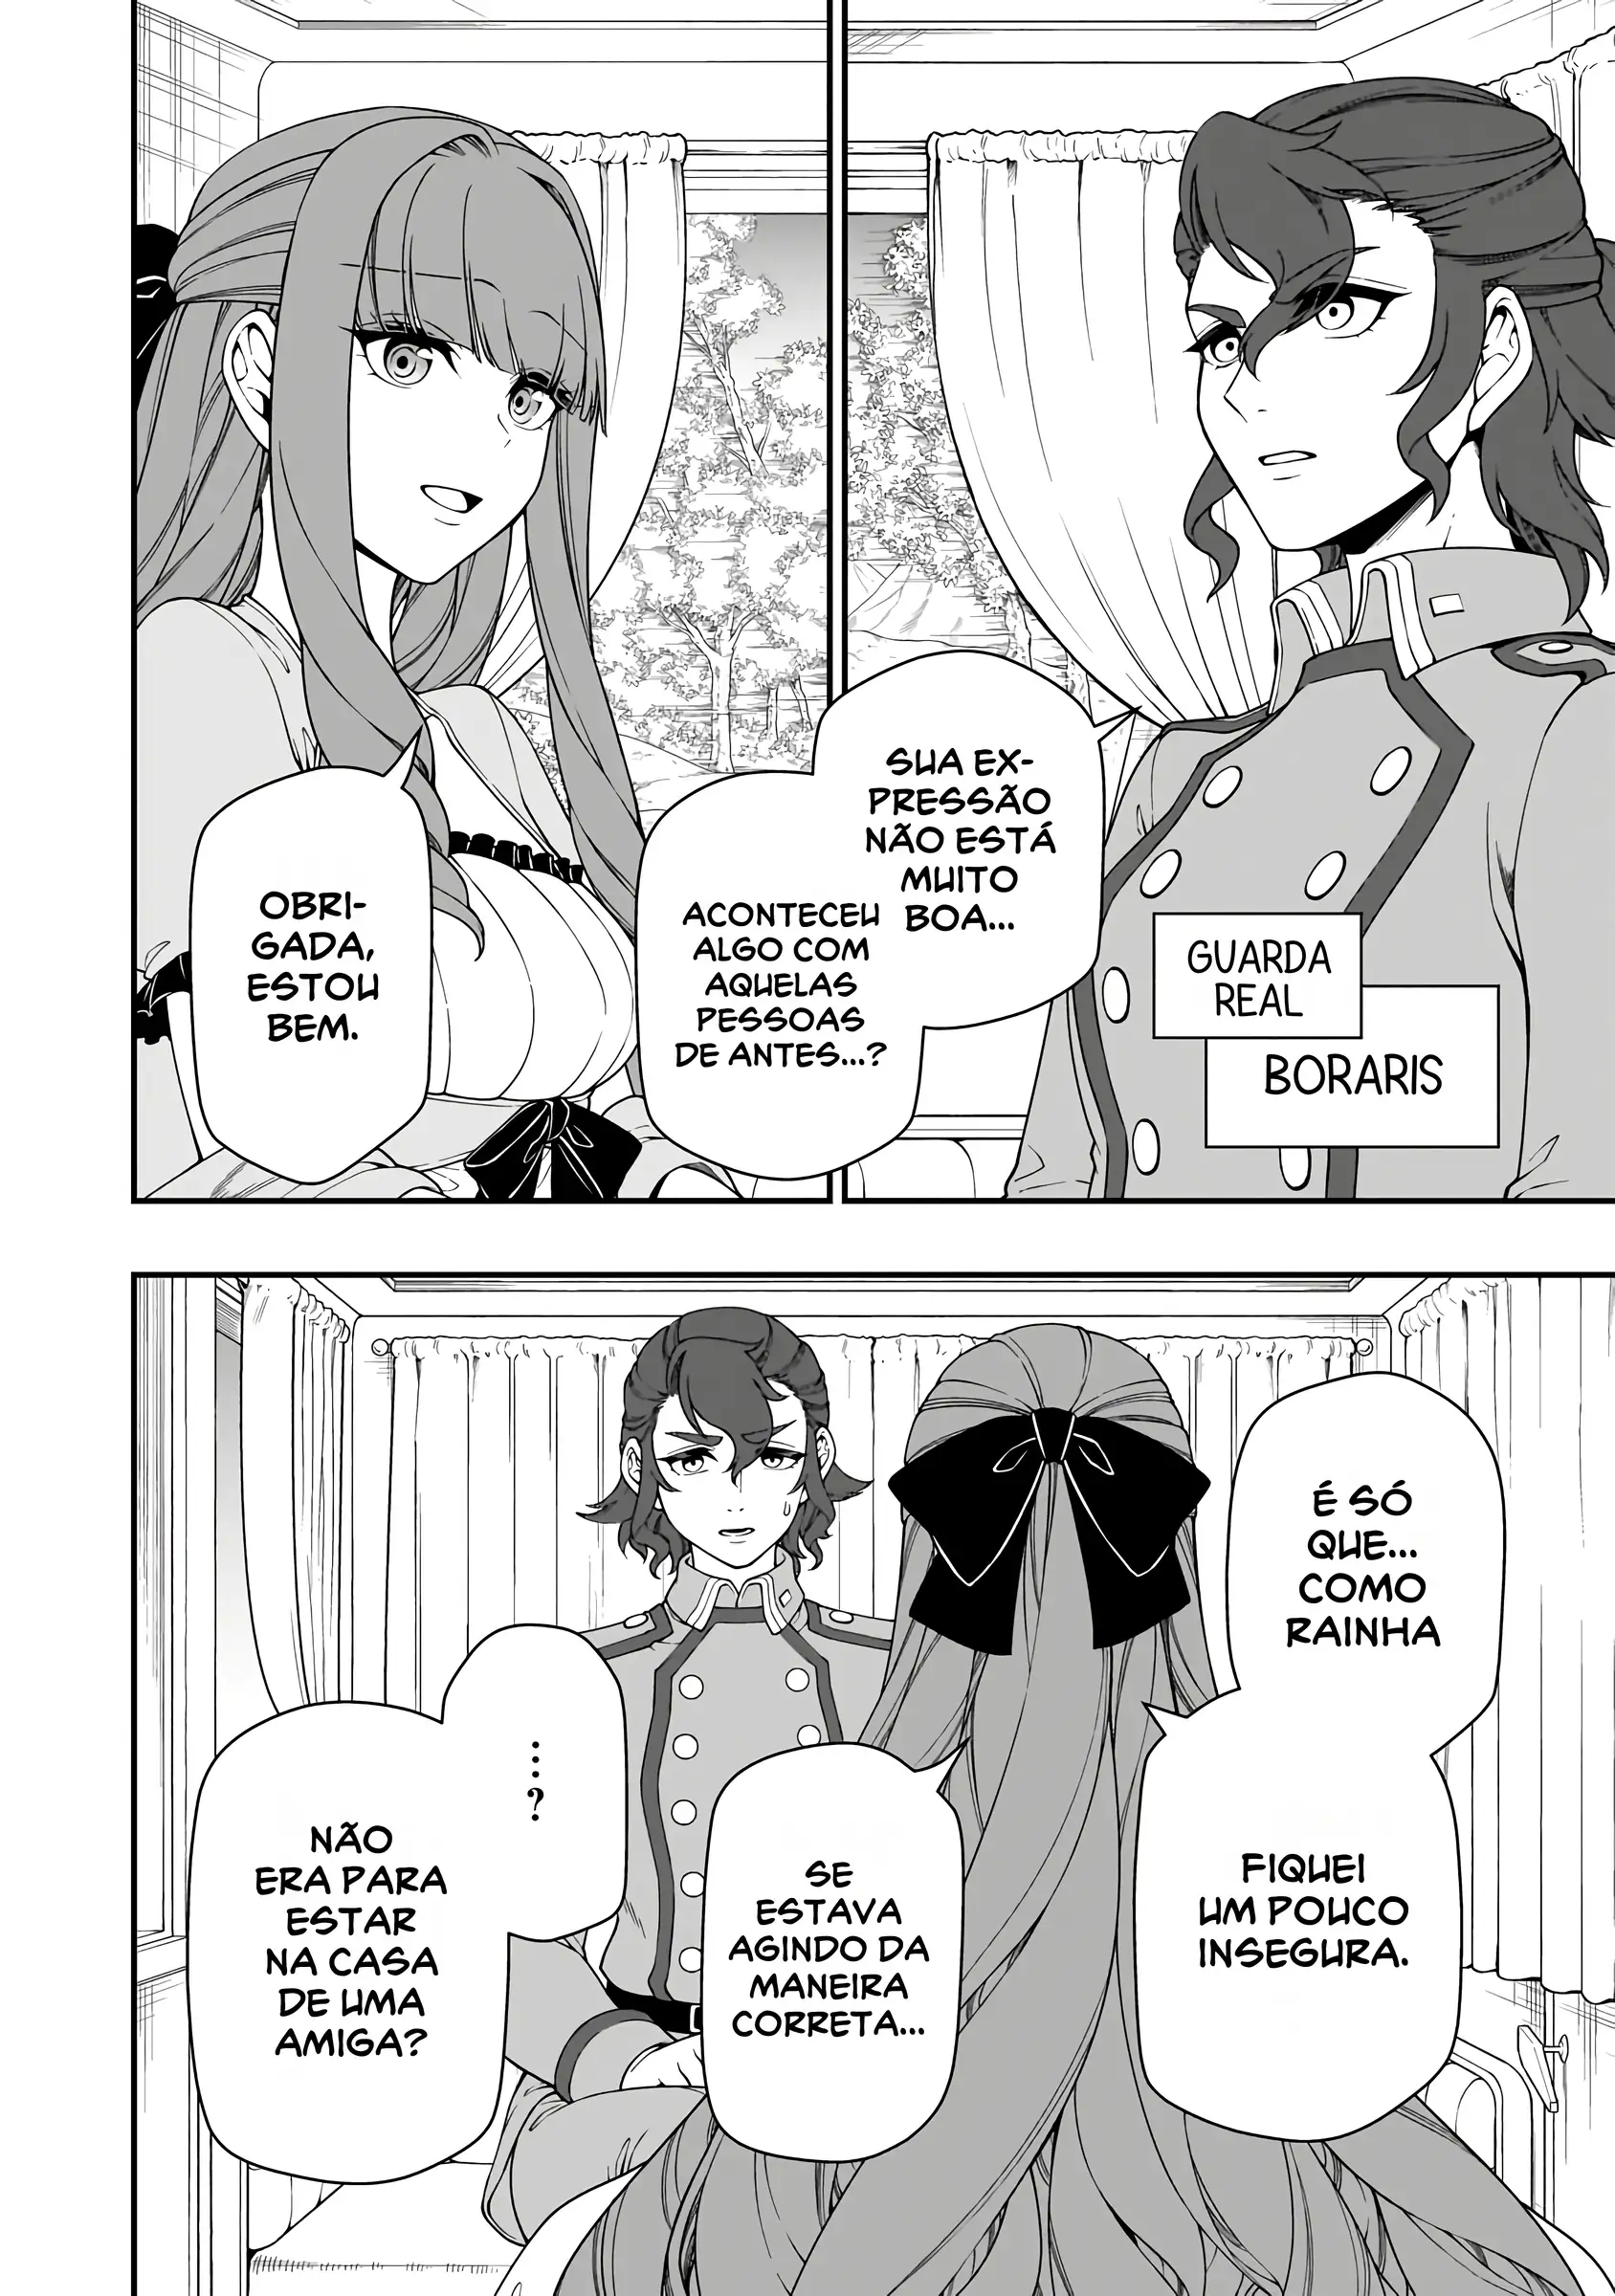 SUA EX-
PRESSÃO
NÃO ESTÁ
MUITO
BOA...
ACONTECEU
ALGO COM
AQUELAS
PESSOAS
DE ANTES...?
GUARDA
REAL
BORARIS
OBRI-
GADA,
ESTOU
BEM.
É SÓ
QUE...
COMO
RAINHA
FIQUEI
UM POUCO
INSEGURA.
SE
ESTAVA
AGINDO DA
MANEIRA
CORRETA...
...?
NÃO
ERA PARA
ESTAR
NA CASA
DE UMA
AMIGA?